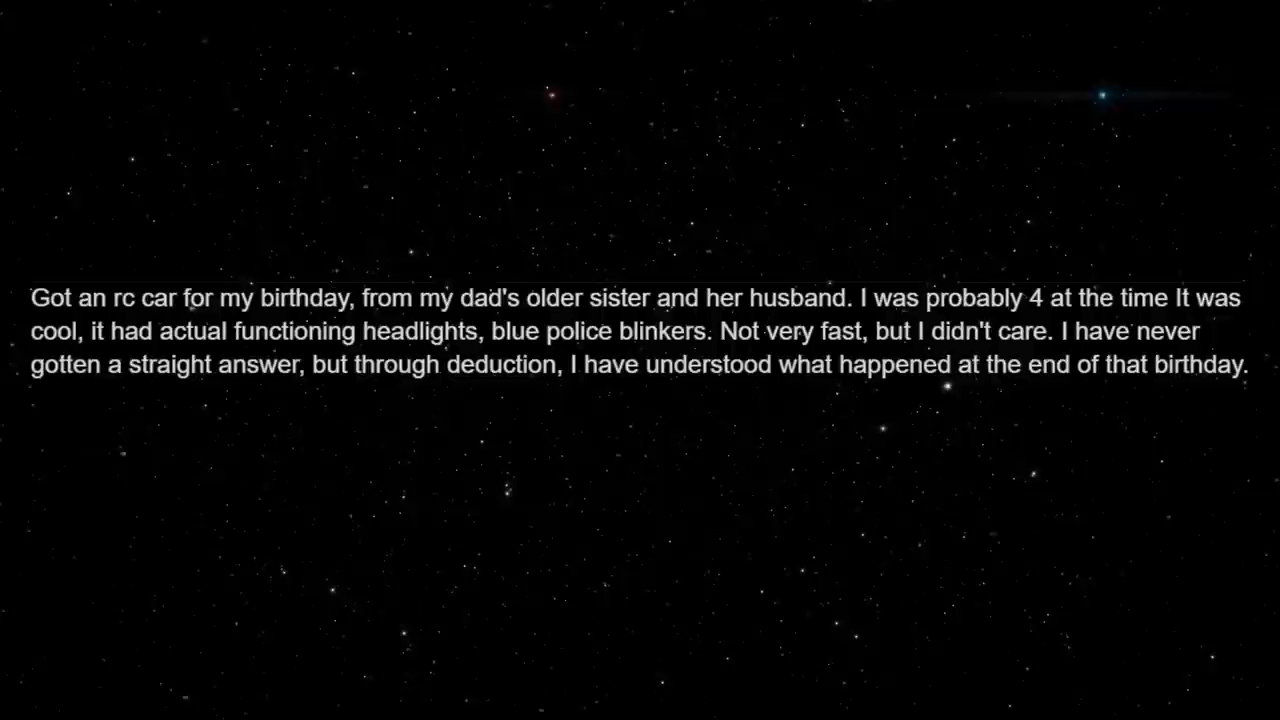 Got an rc car for my birthday, from my dad's older sister and her husband. I was probably 4 at the time It was
cool, it had actual functioning headlights, blue police blinkers. Not very fast, but I didn't care. I have never
gotten a straight answer, but through deduction, I have understood what happened at the end of that birthday.